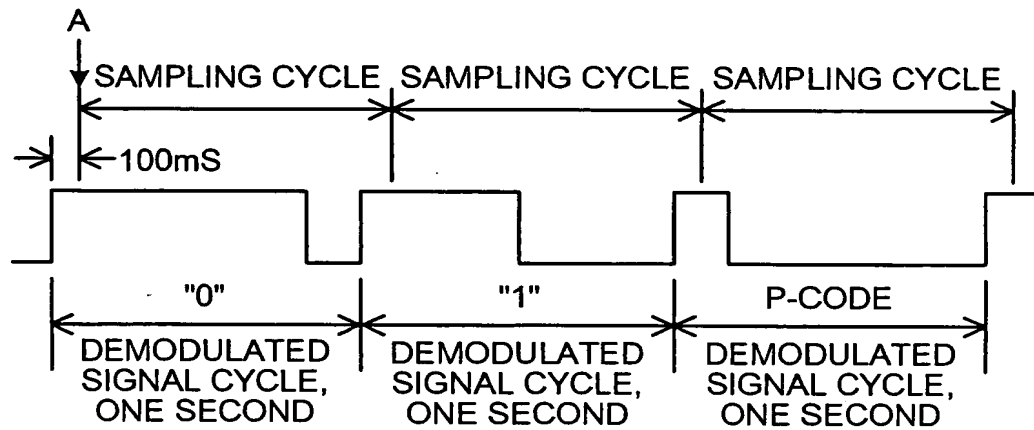 A
SAMPLING CYCLE SAMPLING CYCLE SAMPLING CYCLE
100mS
"0" "1" P-CODE
DEMODULATED DEMODULATED DEMODULATED
SIGNAL CYCLE, SIGNAL CYCLE, SIGNAL CYCLE,
ONE SECOND ONE SECOND ONE SECOND